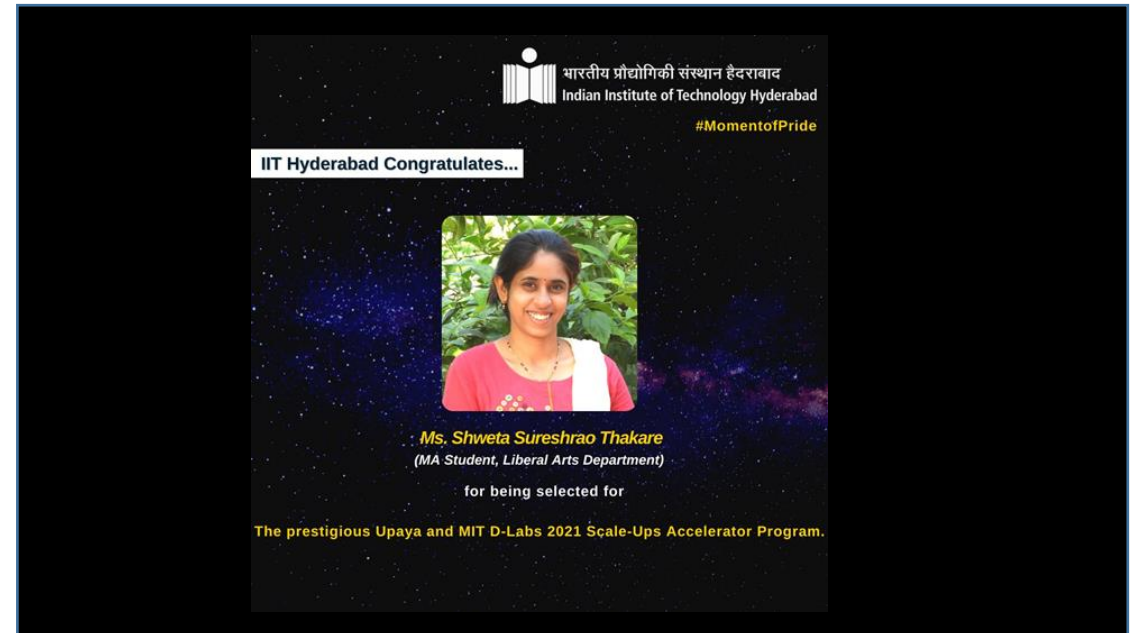 भारतीय प्रौद्योगिकी संस्थान हैदराबाद
Indian Institute of Technology Hyderabad
#MomentofPride
IIT Hyderabad Congratulates...
Ms. Shweta Sureshrao Thakare
(MA Student, Liberal Arts Department)
for being selected for
The prestigious Upaya and MIT D-Labs 2021 Scale-Ups Accelerator Program.